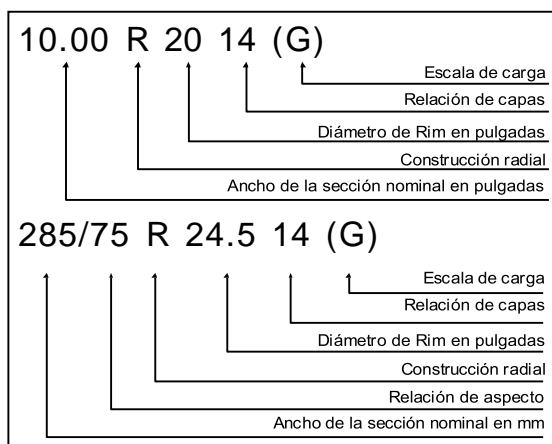 10.00 R 20 14 (G)
Escala de carga
Relación de capas
Diámetro de Rim en pulgadas
Construcción radial
Ancho de la sección nominal en pulgadas
285/75 R 24.5 14 (G)
Escala de carga
Relación de capas
Diámetro de Rim en pulgadas
Construcción radial
Relación de aspecto
Ancho de la sección nominal en mm